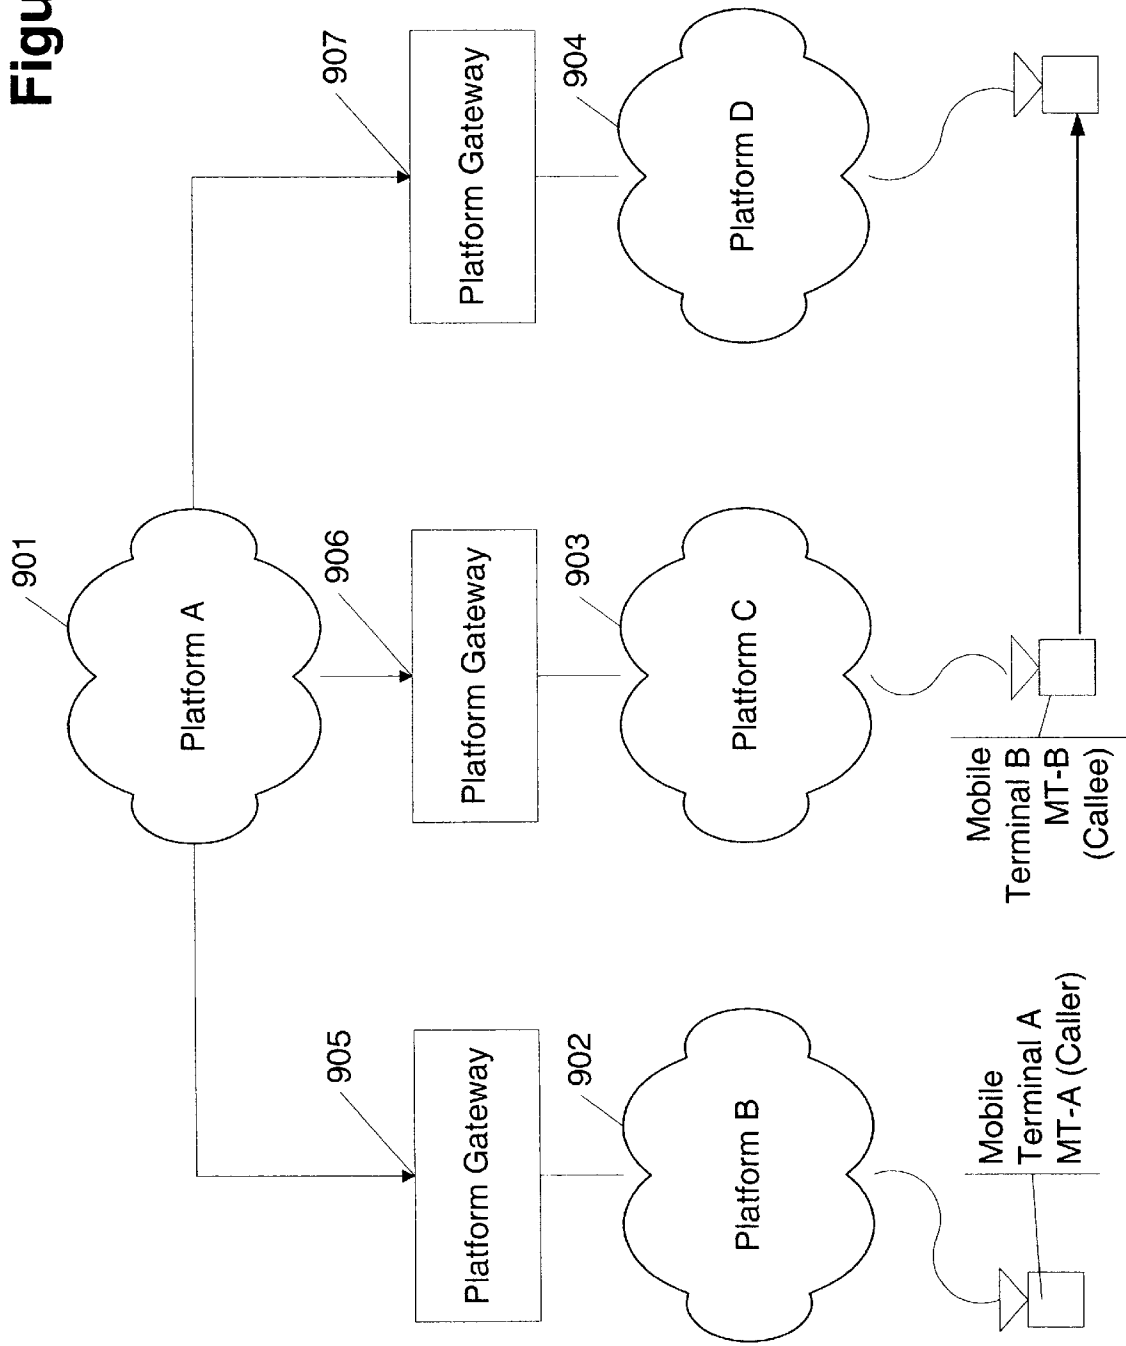 Figu
901
Platform A
905
906
907
Platform Gateway
Platform Gateway
Platform Gateway
902
903
904
Platform B
Platform C
Platform D
Mobile
Terminal A
MT-A (Caller)
Mobile
Terminal B
MT-B
(Callee)